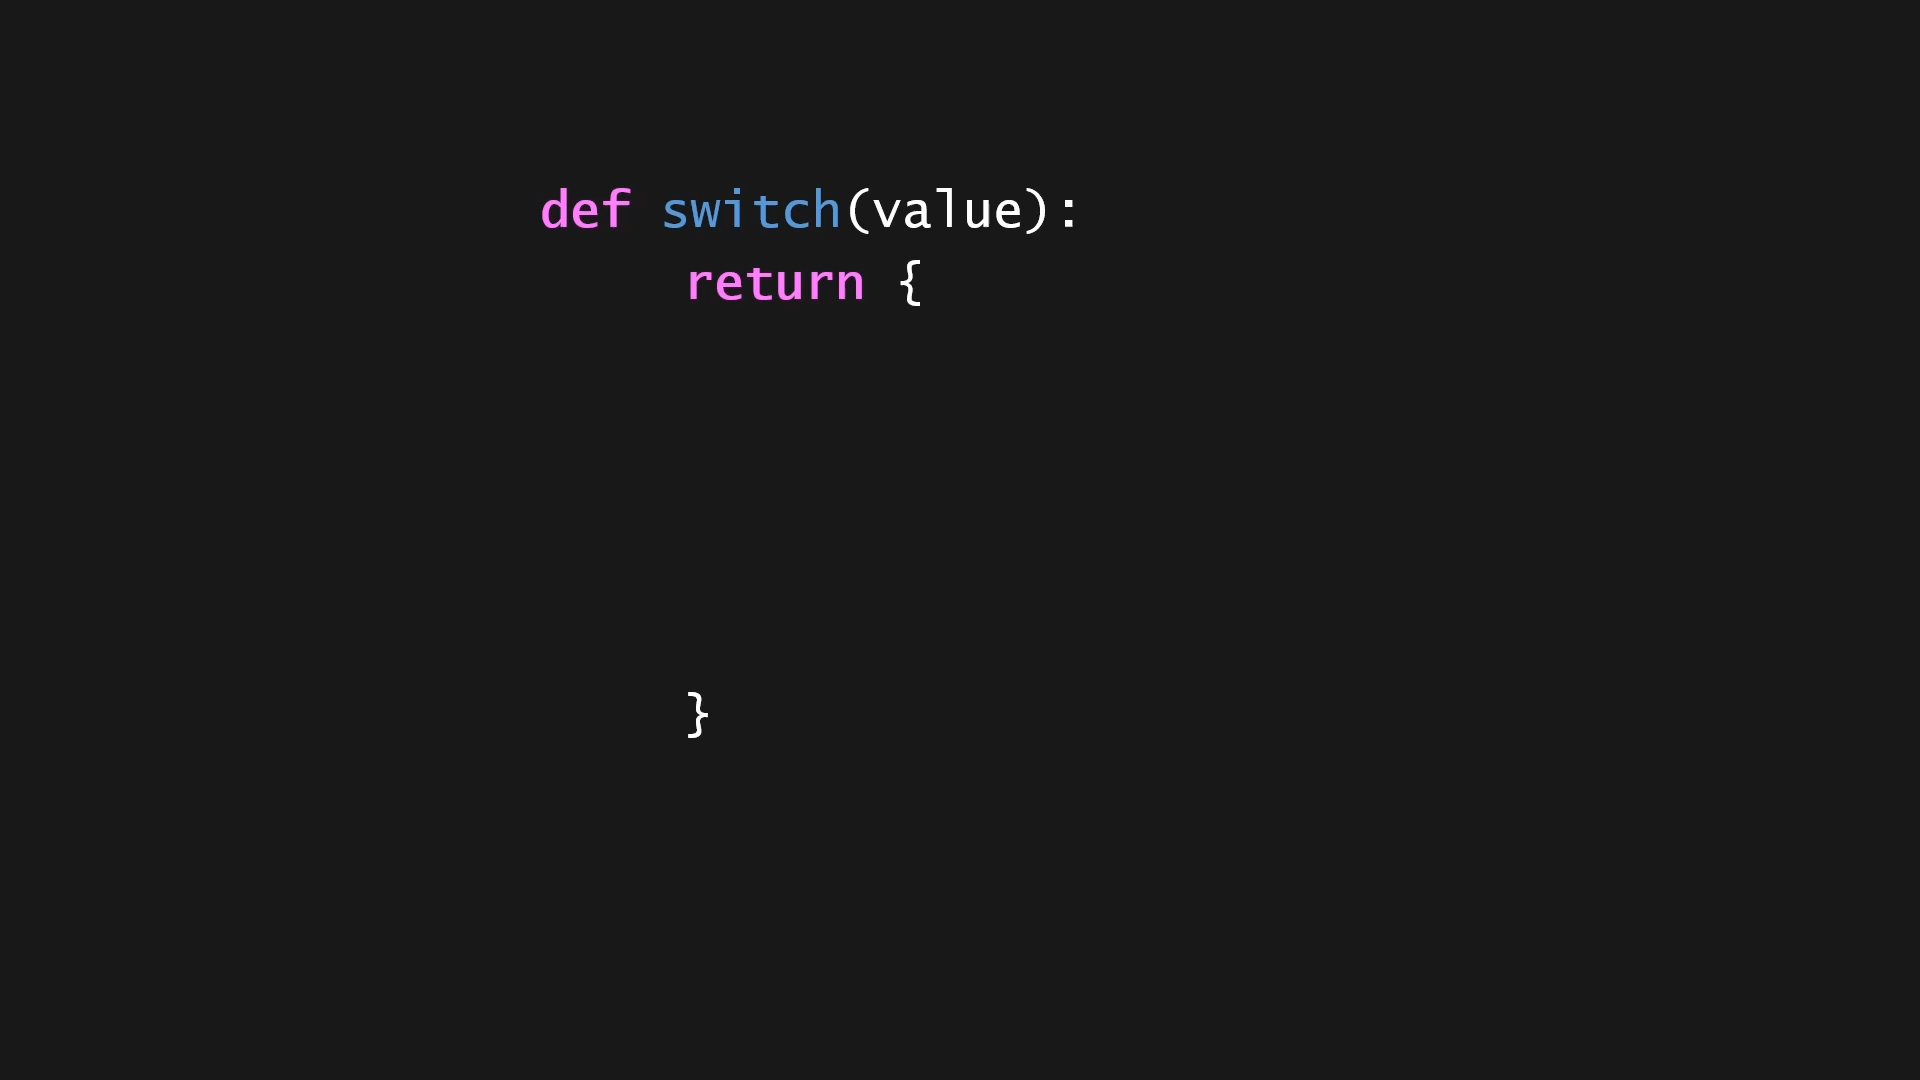 def switch(value):
return {
}